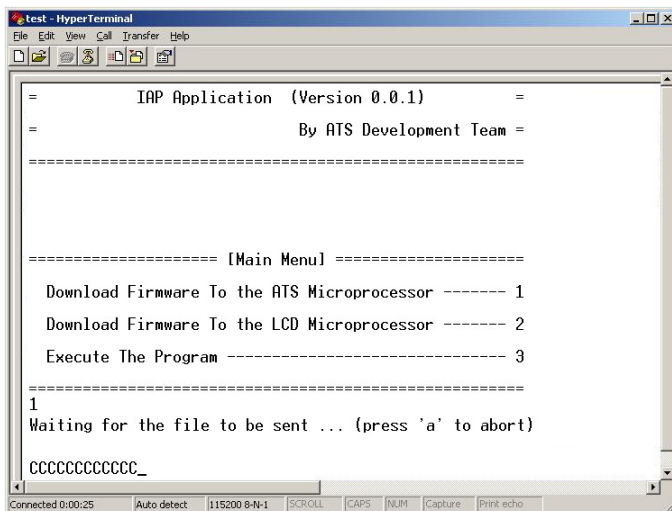 test - HyperTerminal
File Edit View Call Transfer Help
= IAP Application (Version 0.0.1) =
= By ATS Development Team =
=======================================================
===================== [Main Menu] =====================
Download Firmware To the ATS Microprocessor ------- 1
Download Firmware To the LCD Microprocessor ------- 2
Execute The Program ------------------------------- 3
=======================================================
1
Waiting for the file to be sent ... (press 'a' to abort)
CCCCCCCCCCCC_
Connected 0:00:25 Auto detect 115200 8-N-1 SCROLL CAPS NUM Capture Print echo